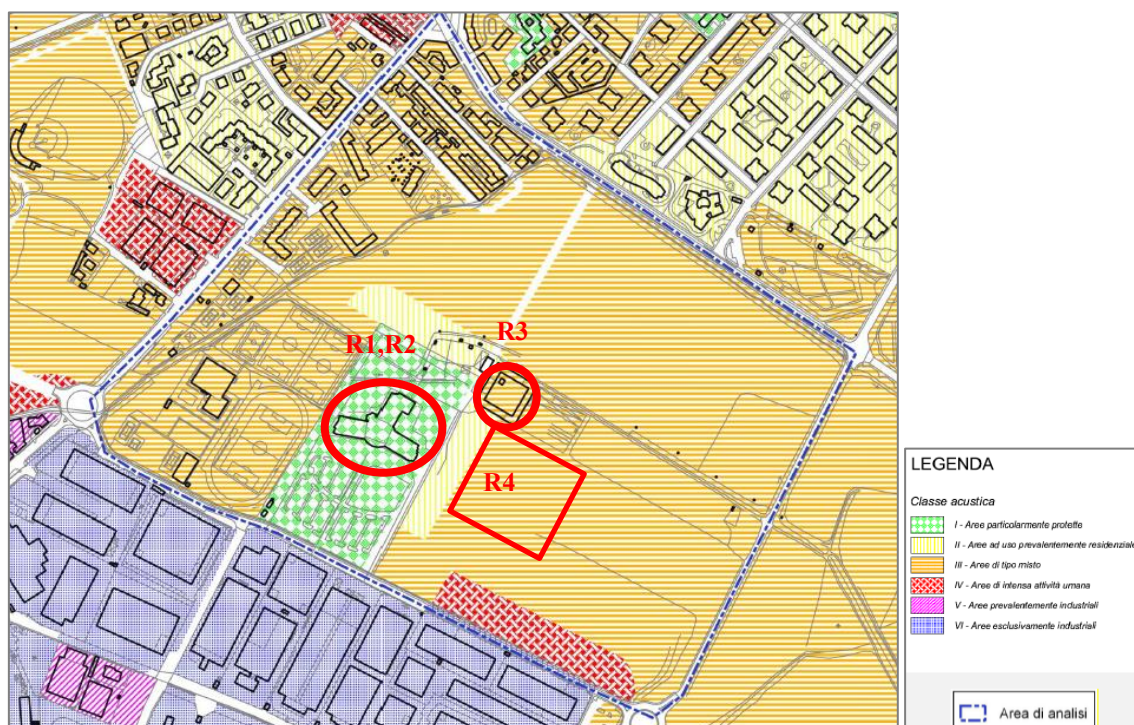 R1,R2
R3
R4
LEGENDA
Classe acustica
I - Aree particolarmente protette
II - Aree ad uso prevalentemente residenziale
III - Aree di tipo misto
IV - Aree di intensa attività umana
V - Aree prevalentemente industriali
VI - Aree esclusivamente industriali
Area di analisi